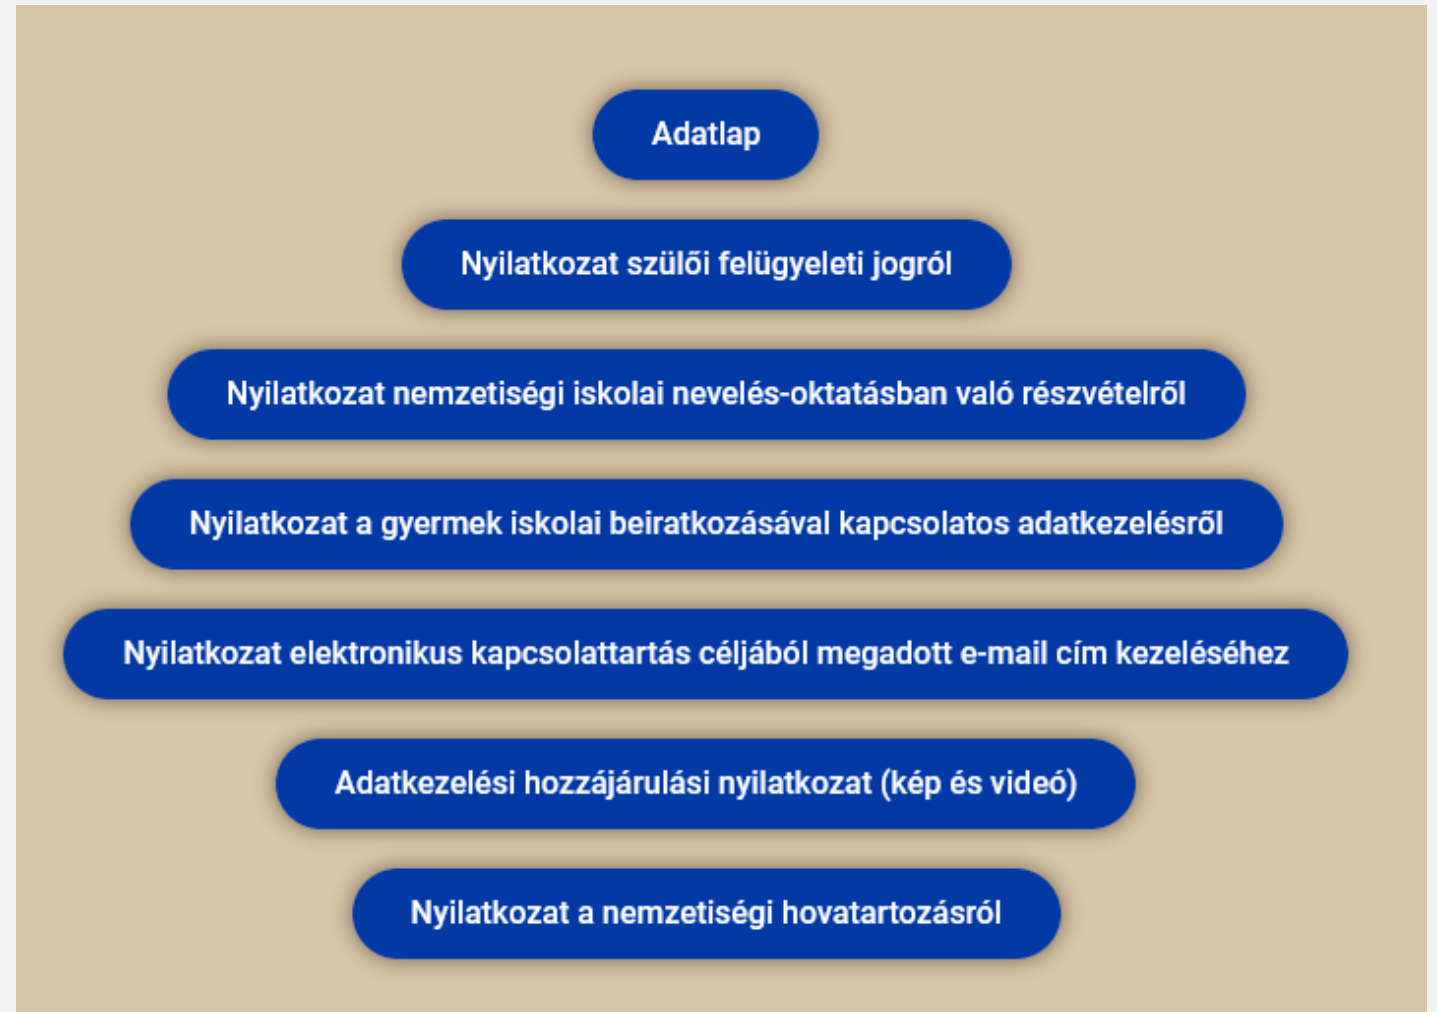 Adatlap
Nyilatkozat szülői felügyeleti jogról
Nyilatkozat nemzetiségi iskolai nevelés-oktatásban való részvételről
Nyilatkozat a gyermek iskolai beiratkozásával kapcsolatos adatkezelésről
Nyilatkozat elektronikus kapcsolattartás céljából megadott e-mail cím kezeléséhez
Adatkezelési hozzájárulási nyilatkozat (kép és videó)
Nyilatkozat a nemzetiségi hovatartozásról